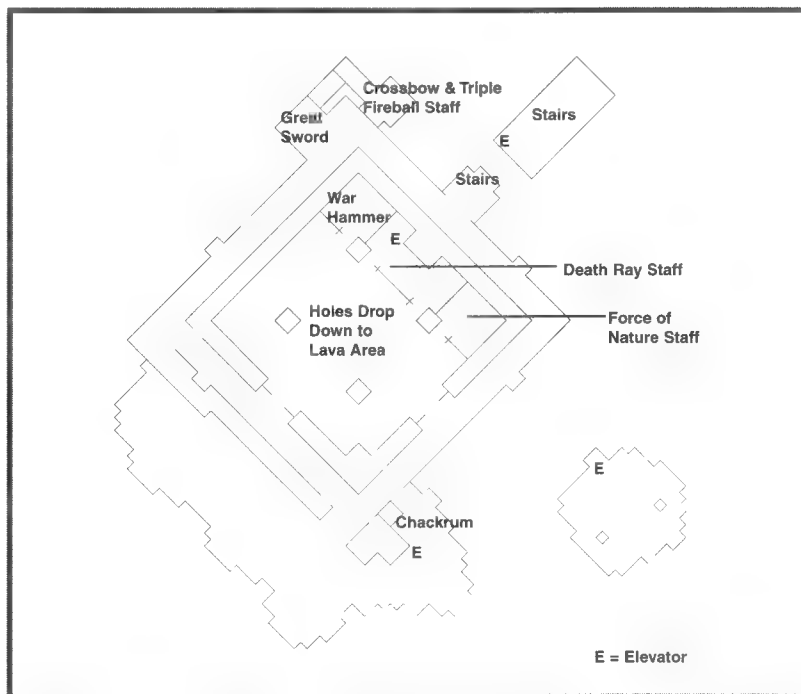 Crossbow & Triple
Fireball Staff
Great
Sword
Stairs
E
Stairs
War
Hammer
E
Death Ray Staff
Holes Drop
Down to
Lava Area
Force of
Nature Staff
E
Chackrum
E
E = Elevator